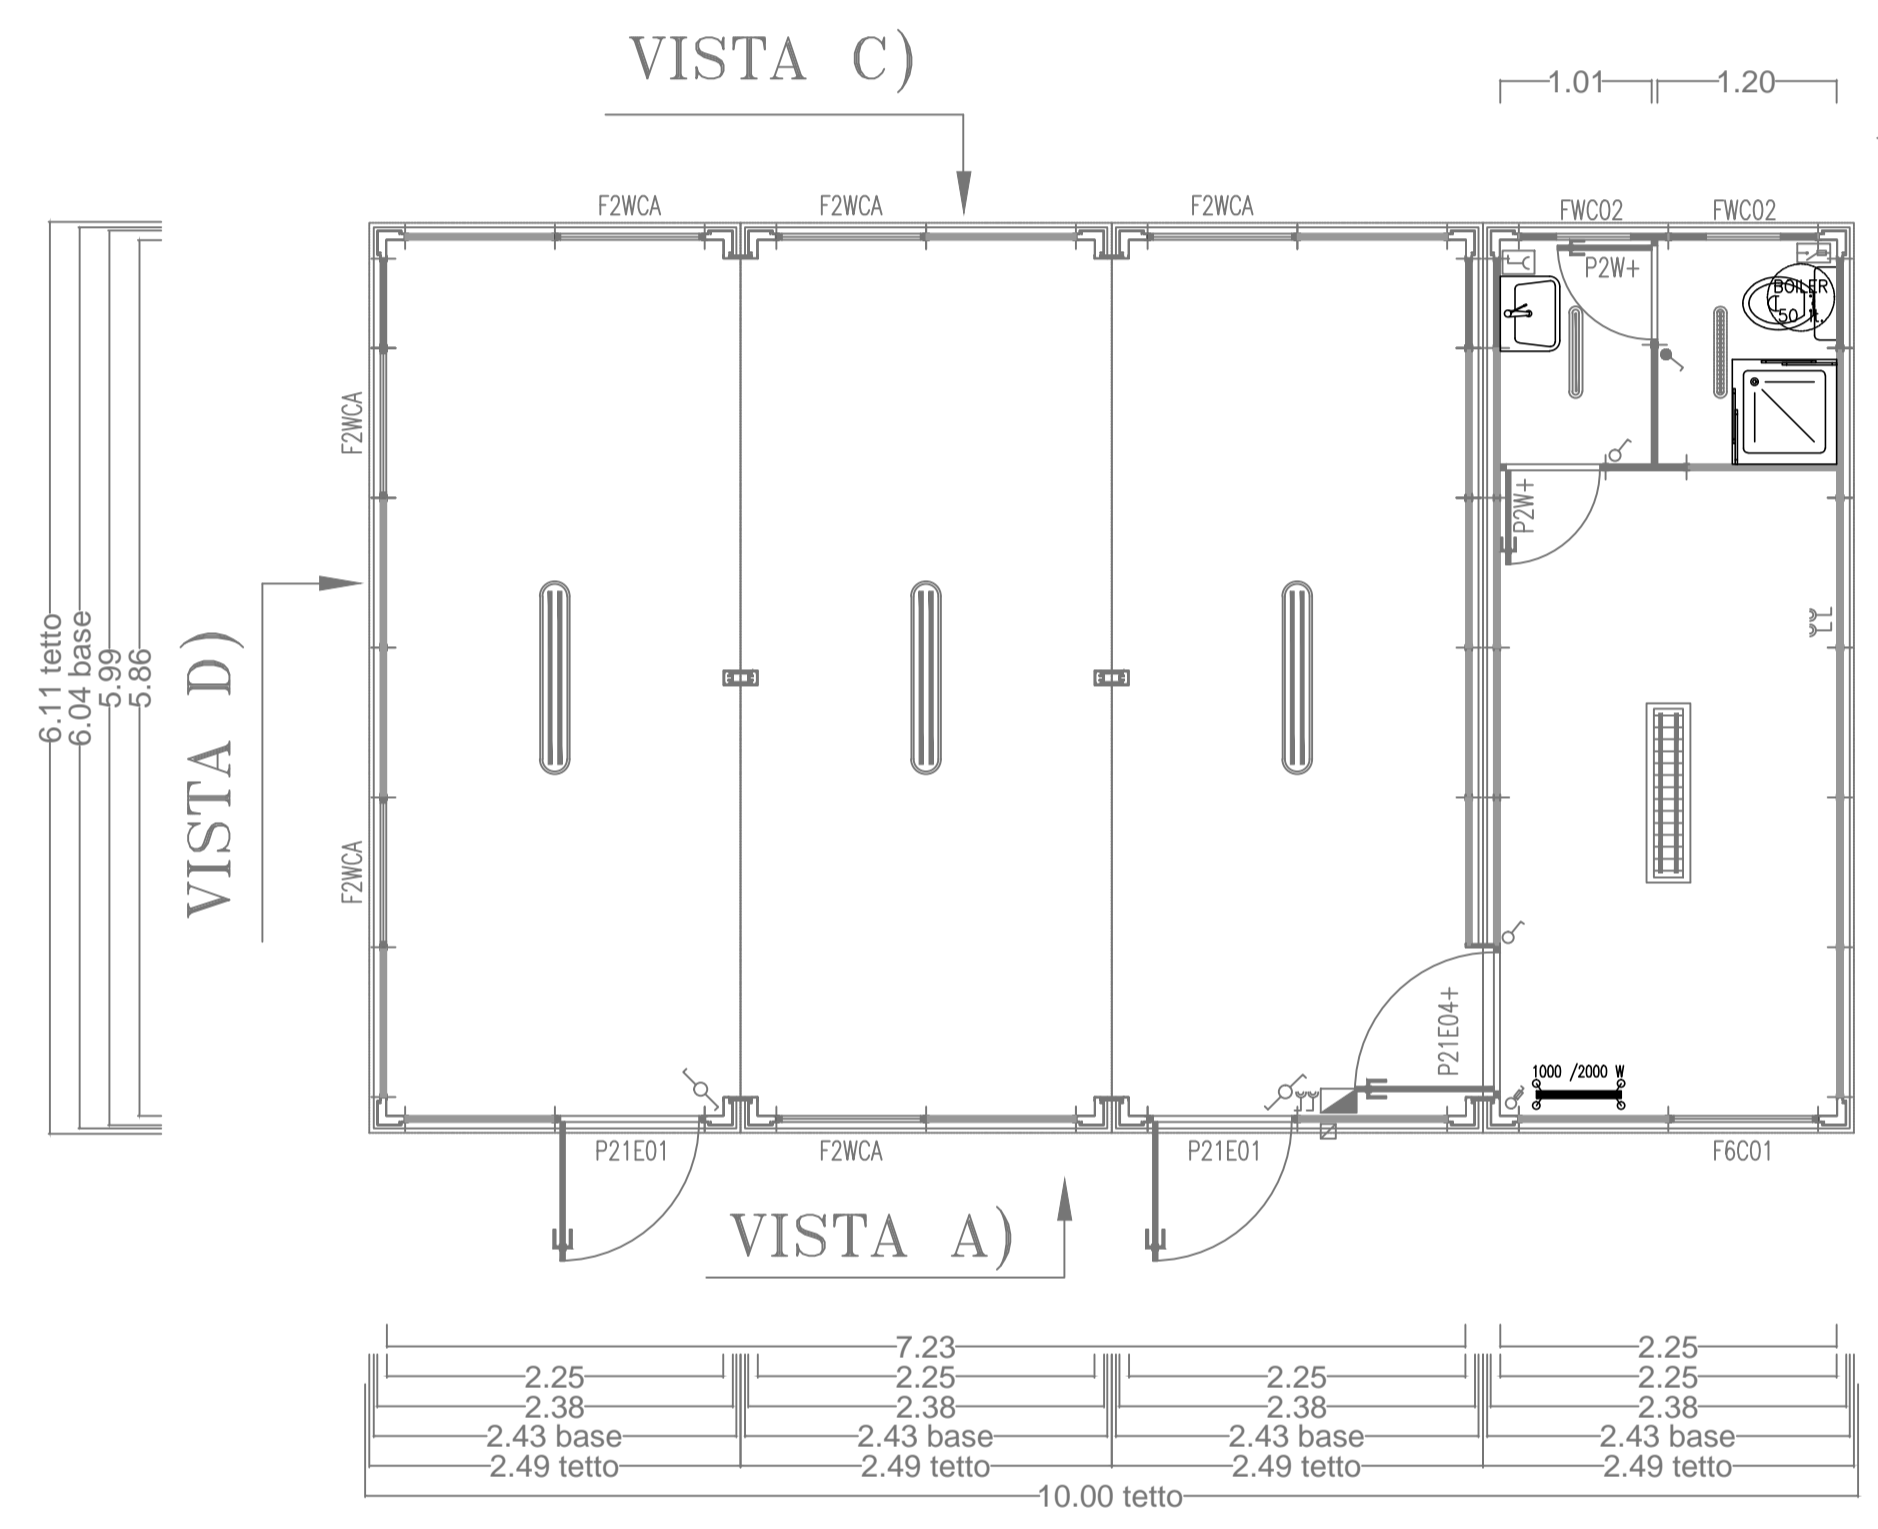 VISTA C)
1.01
1.20
F2WCA
F2WCA
F2WCA
FWC02
FWC02
P2W+
BOILER
50 lt.
F2WCA
P2W+
6.11 tetto
6.04 base
5.99
5.86
VISTA D)
F2WCA
P21E04+
1000 /2000 W
P21E01
F2WCA
P21E01
F6C01
VISTA A)
7.23
2.25
2.25
2.25
2.25
2.25
2.38
2.38
2.38
2.38
2.43 base
2.43 base
2.43 base
2.43 base
2.49 tetto
2.49 tetto
2.49 tetto
2.49 tetto
10.00 tetto